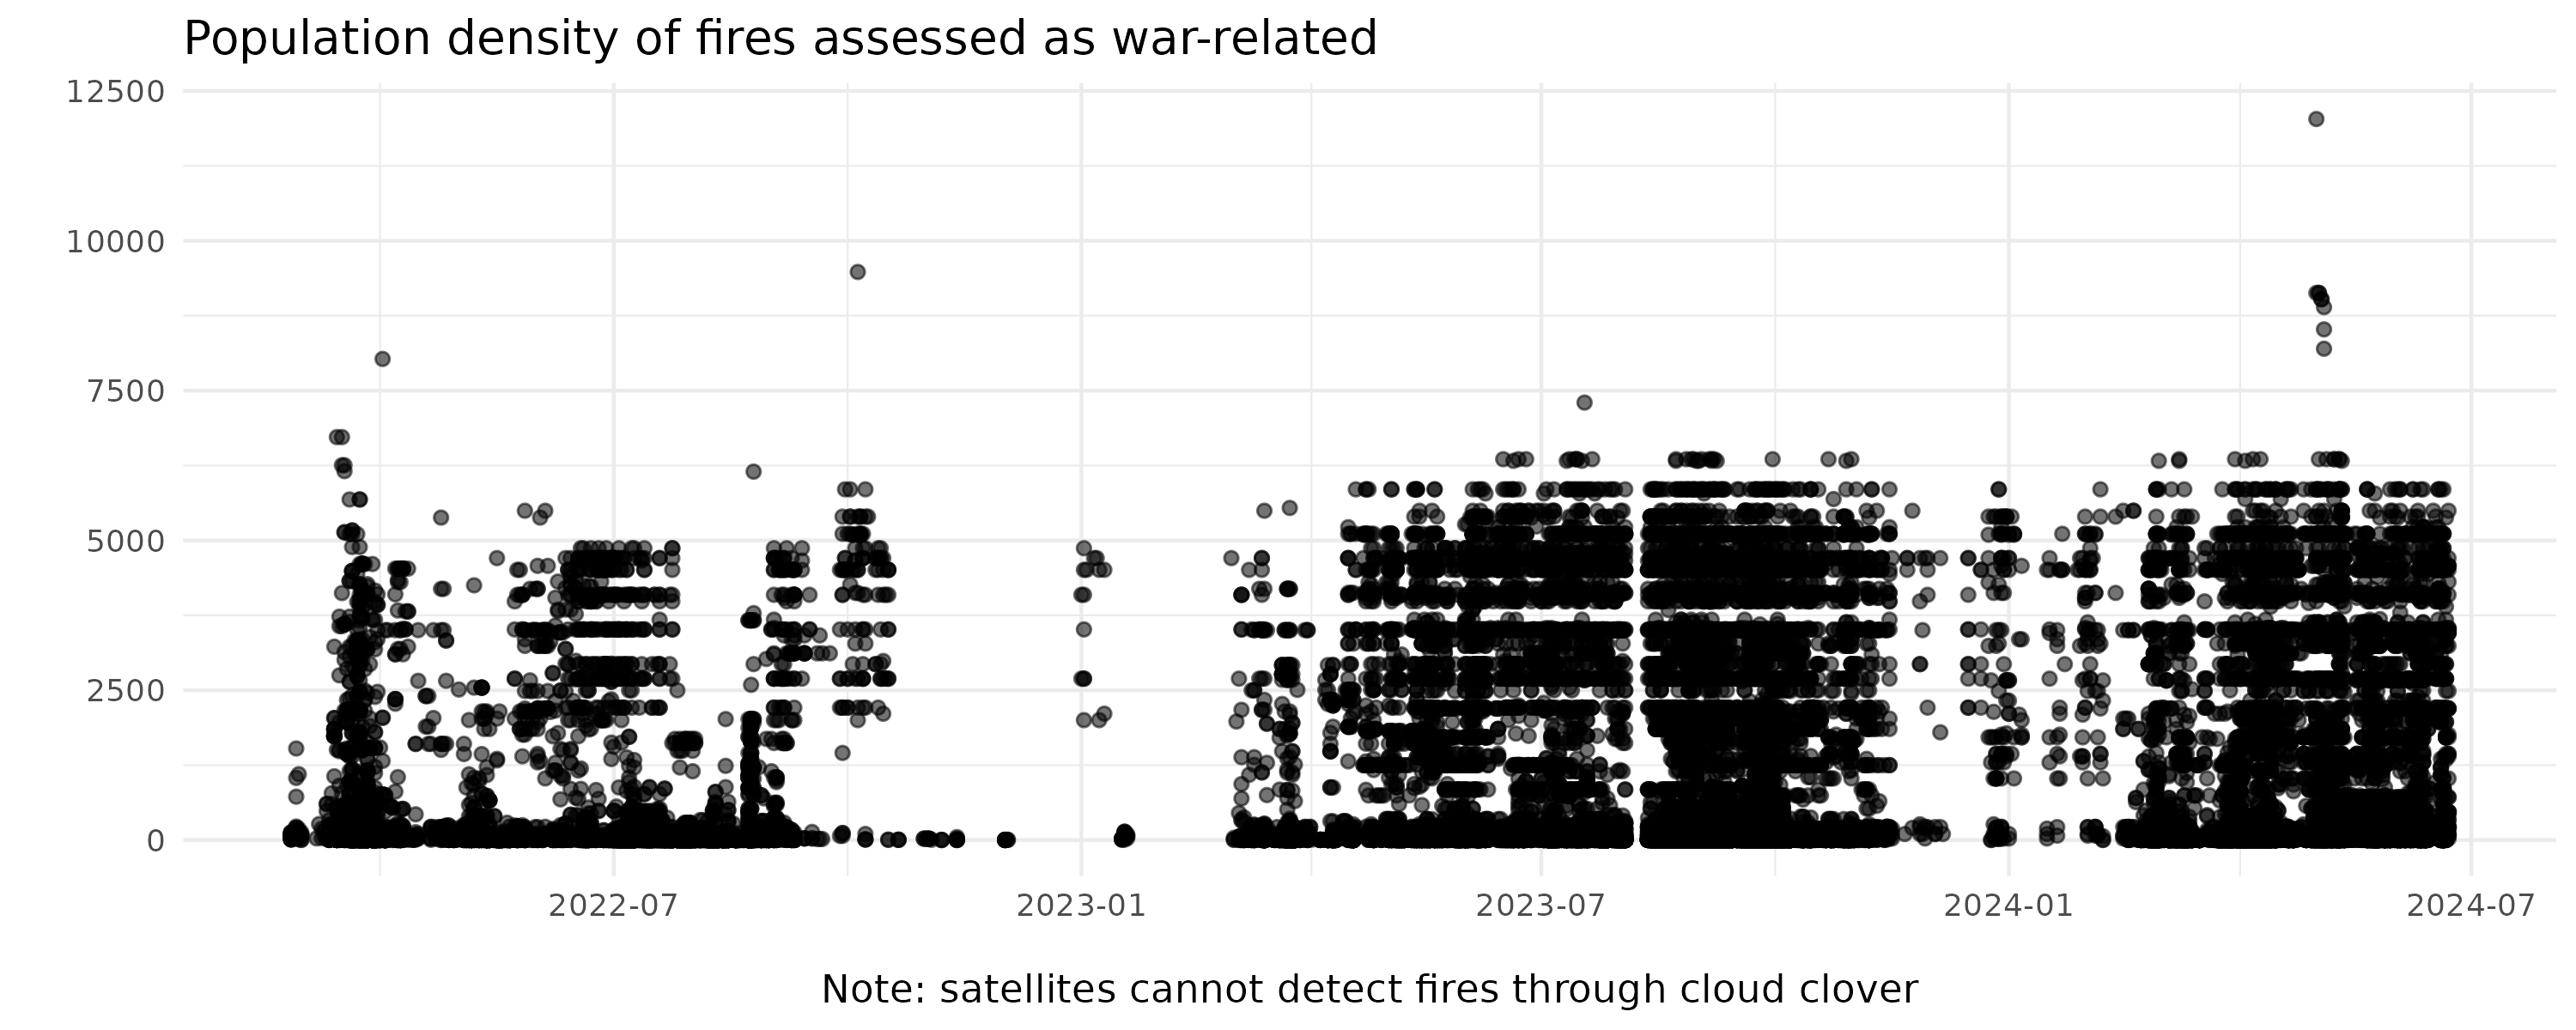 Population density of fires assessed as war-related
12500
10000
7500
5000
2500
0
2022-07 2023-01 2023-07 2024-01 2024-07
Note: satellites cannot detect fires through cloud clover